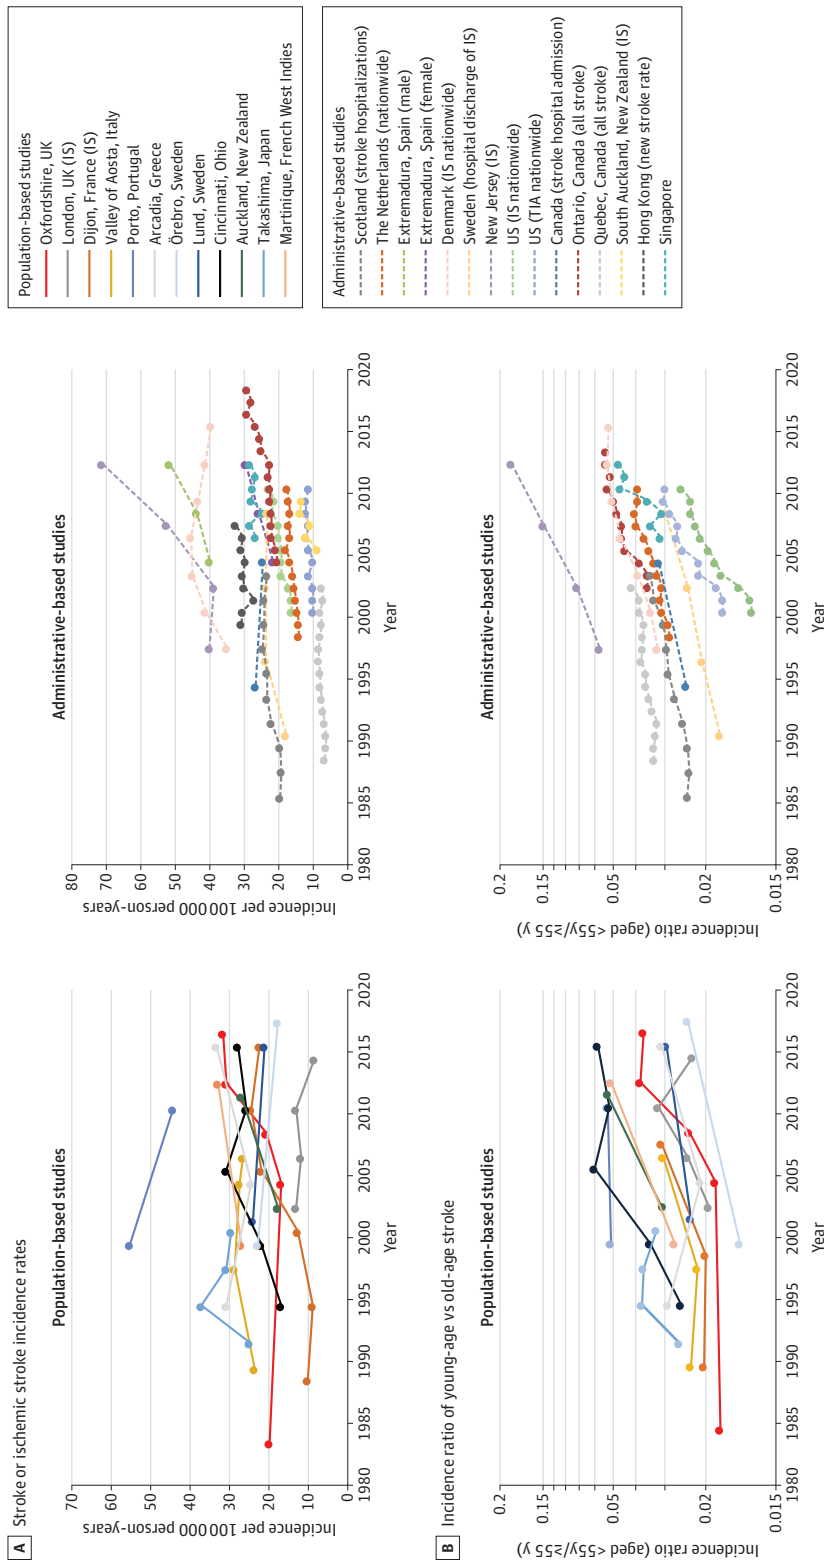 A Stroke or ischemic stroke incidence rates
Population-based studies
Incidence per 100 000 person-years
70
60
50
40
30
20
10
0
1980 1985 1990 1995 2000 2005 2010 2015 2020
Year
Administrative-based studies
Incidence per 100 000 person-years
80
70
60
50
40
30
20
10
0
1980 1985 1990 1995 2000 2005 2010 2015 2020
Year
Population-based studies
Oxfordshire, UK
London, UK (IS)
Dijon, France (IS)
Valley of Aosta, Italy
Porto, Portugal
Arcadia, Greece
Örebro, Sweden
Lund, Sweden
Cincinnati, Ohio
Auckland, New Zealand
Takashima, Japan
Martinique, French West Indies
B Incidence ratio of young-age vs old-age stroke
Population-based studies
Incidence ratio (aged <55y/≥55 y)
0.2
0.15
0.05
0.02
0.015
1980 1985 1990 1995 2000 2005 2010 2015 2020
Year
Administrative-based studies
Incidence ratio (aged <55y/≥55 y)
0.2
0.15
0.05
0.02
0.015
1980 1985 1990 1995 2000 2005 2010 2015 2020
Year
Administrative-based studies
Scotland (stroke hospitalizations)
The Netherlands (nationwide)
Extremadura, Spain (male)
Extremadura, Spain (female)
Denmark (IS nationwide)
Sweden (hospital discharge of IS)
New Jersey (IS)
US (IS nationwide)
US (TIA nationwide)
Canada (stroke hospital admission)
Ontario, Canada (all stroke)
Quebec, Canada (all stroke)
South Auckland, New Zealand (IS)
Hong Kong (new stroke rate)
Singapore